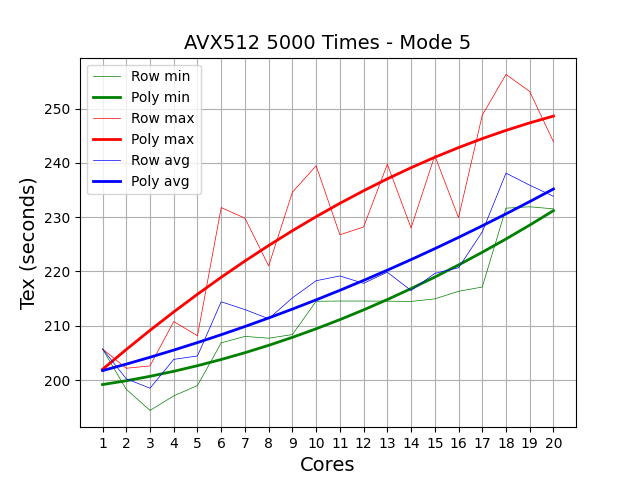 AVX512 5000 Times - Mode 5
Row min
Poly min
Row max
Poly max
Row avg
Poly avg
Tex (seconds)
250
240
230
220
210
200
1 2 3 4 5 6 7 8 9 10 11 12 13 14 15 16 17 18 19 20
Cores